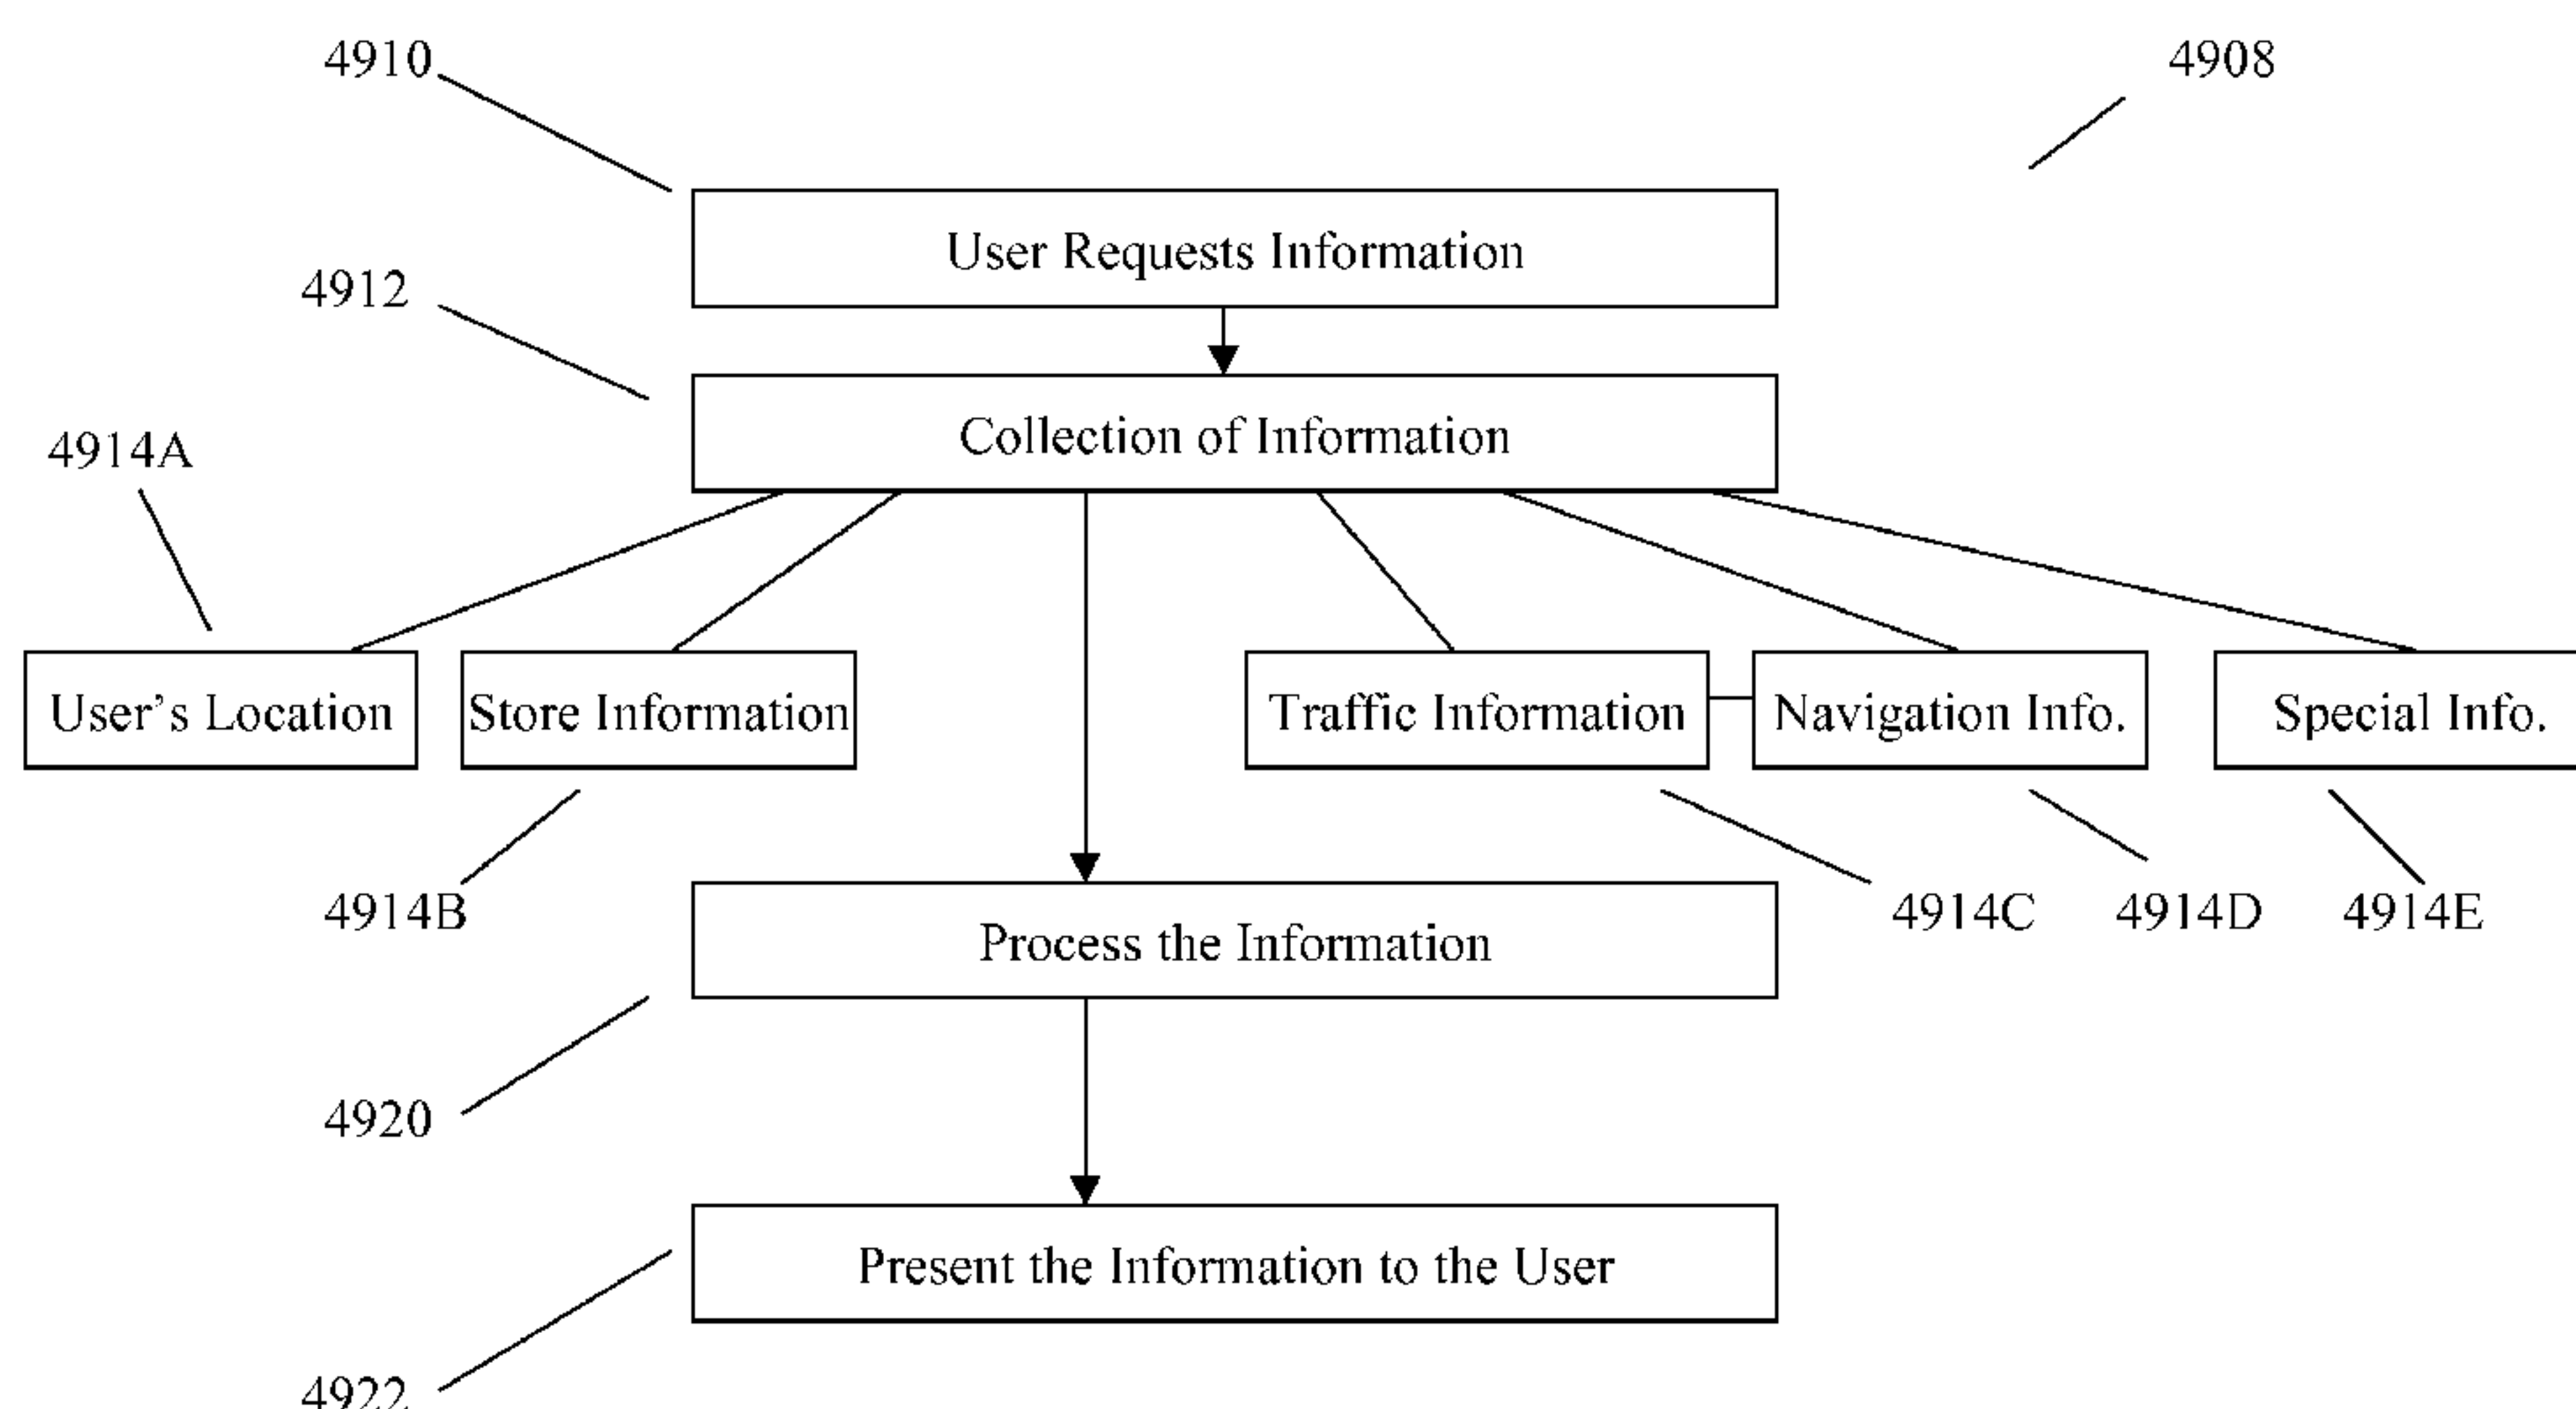 4910
4908
User Requests Information
4912
Collection of Information
4914A
User’s Location
Store Information
Traffic Information
Navigation Info.
Special Info.
4914B
4914C
4914D
4914E
Process the Information
4920
Present the Information to the User
4922